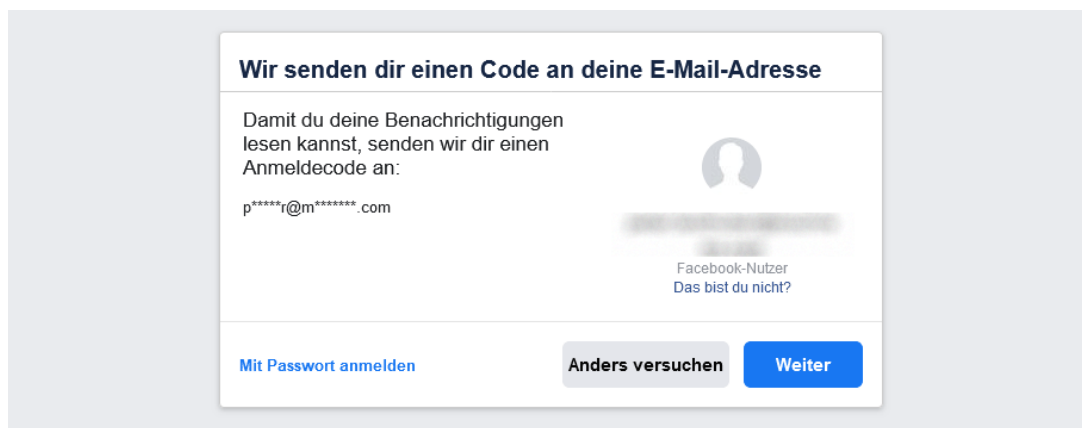 Wir senden dir einen Code an deine E-Mail-Adresse
Damit du deine Benachrichtigungen
lesen kannst, senden wir dir einen
Anmeldecode an:
p*****r@m*******.com
Facebook-Nutzer
Das bist du nicht?
Mit Passwort anmelden
Anders versuchen
Weiter